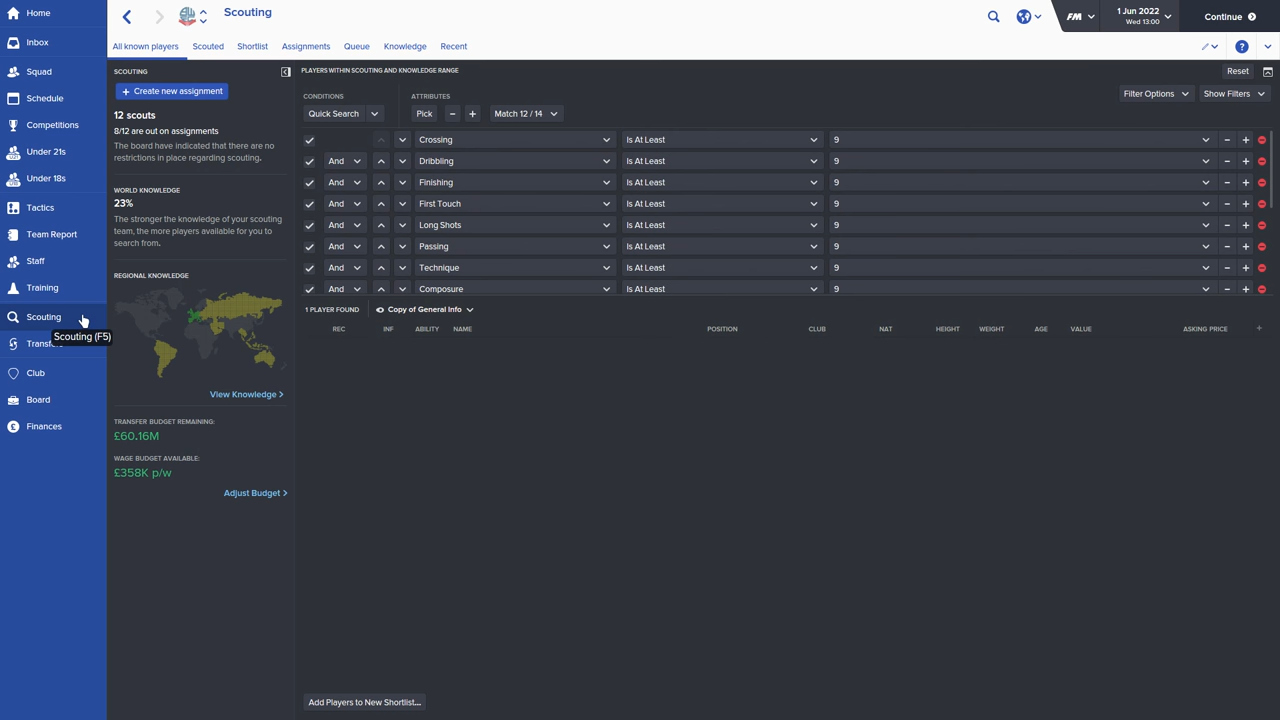 Home
Inbox
Squad
Schedule
Competitions
Under 21s
Under 18s
Tactics
Team Report
Staff
Training
Scouting
Scouting (F5)
Transfers
Club
Board
Finances
Scouting
FM
1 Jun 2022
Wed 13:00
Continue
All known players
Scouted
Shortlist
Assignments
Queue
Knowledge
Recent
?
SCOUTING
+ Create new assignment
12 scouts
8/12 are out on assignments
The board have indicated that there are
no restrictions in place regarding scouting.
WORLD KNOWLEDGE
23%
The stronger the knowledge of your scouting
team, the more players available for you to
search from.
REGIONAL KNOWLEDGE
View Knowledge >
TRANSFER BUDGET REMAINING:
£60.16M
WAGE BUDGET AVAILABLE:
£358K p/w
Adjust Budget >
PLAYERS WITHIN SCOUTING AND KNOWLEDGE RANGE
Reset
CONDITIONS
Quick Search
ATTRIBUTES
Pick - +
Match 12 / 14
Filter Options
Show Filters
Crossing Is At Least 9
And Dribbling Is At Least 9
And Finishing Is At Least 9
And First Touch Is At Least 9
And Long Shots Is At Least 9
And Passing Is At Least 9
And Technique Is At Least 9
And Composure Is At Least 9
1 PLAYER FOUND
Copy of General Info
REC INF ABILITY NAME POSITION CLUB NAT HEIGHT WEIGHT AGE VALUE ASKING PRICE +
Add Players to New Shortlist...